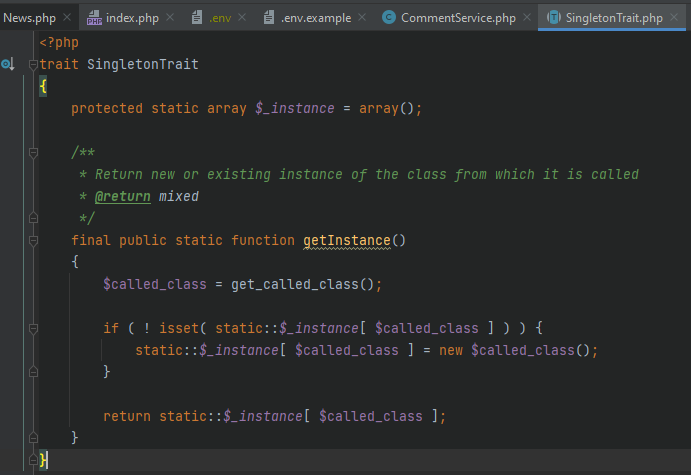 News.php index.php .env .env.example CommentService.php SingletonTrait.php
<?php
trait SingletonTrait
{
    protected static array $_instance = array();

    /**
     * Return new or existing instance of the class from which it is called
     * @return mixed
     */
    final public static function getInstance()
    {
        $called_class = get_called_class();

        if ( ! isset( static::$_instance[ $called_class ] ) ) {
            static::$_instance[ $called_class ] = new $called_class();
        }

        return static::$_instance[ $called_class ];
    }
}